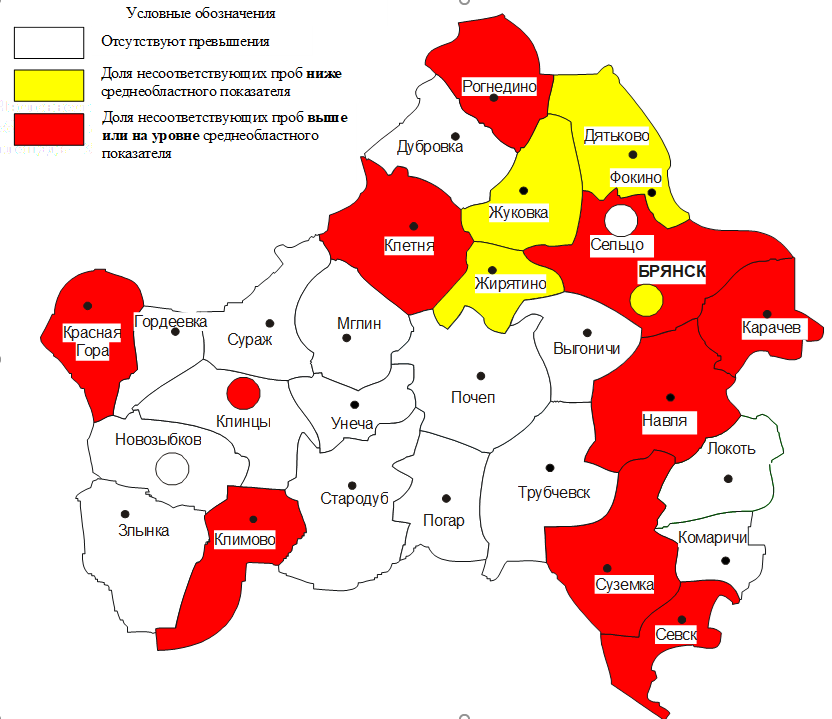 Условные обозначения
Отсутствуют превышения
Доля несоответствующих проб ниже
среднеобластного показателя
Доля несоответствующих проб выше
или на уровне среднеобластного
показателя
Рогнедино
Дубровка
Дятьково
Фокино
Жуковка
Клетня
Сельцо
БРЯНСК
Жирятино
Красная
Гора
Гордеевка
Сураж
Мглин
Выгоничи
Карачев
Почеп
Клинцы
Унеча
Навля
Новозыбков
Локоть
Стародуб
Трубчевск
Погар
Злынка
Климово
Комаричи
Суземка
Севск